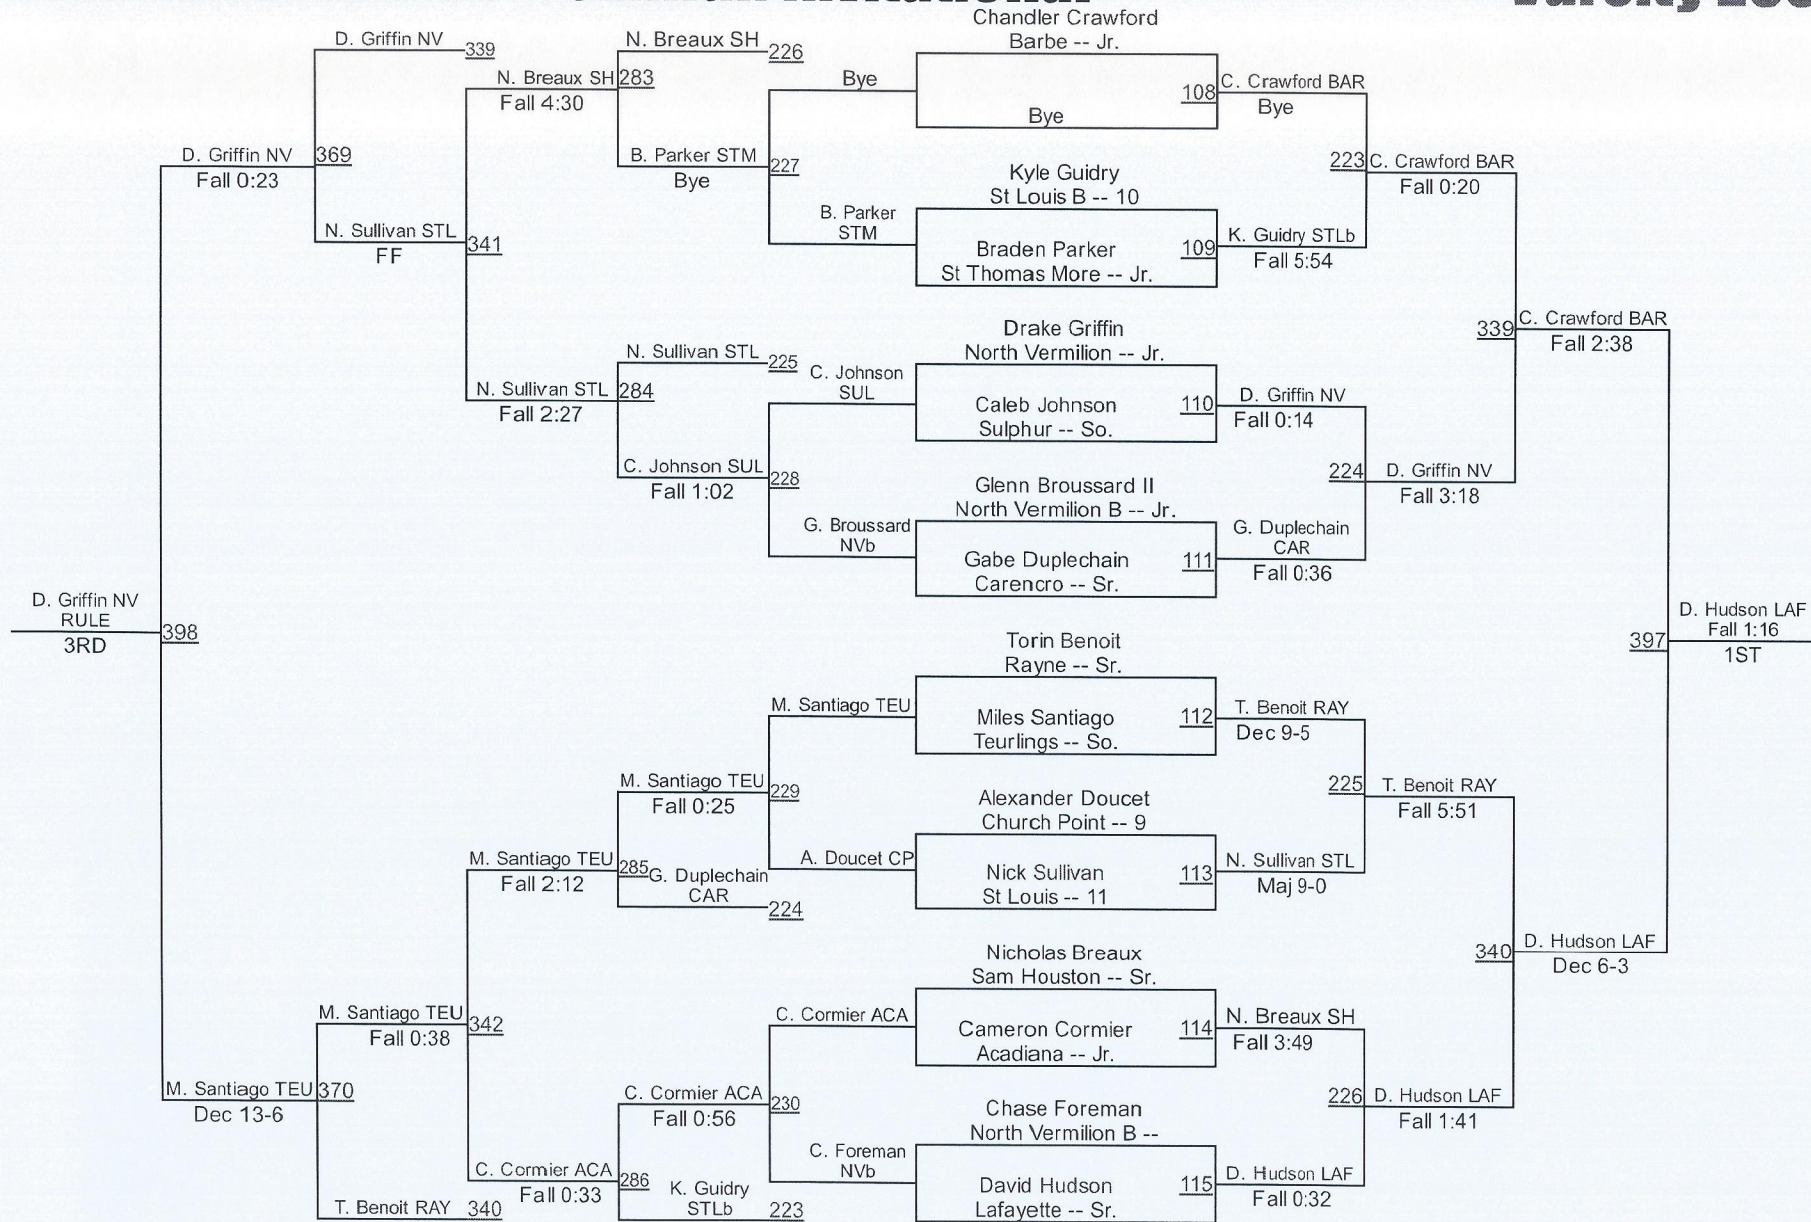 Chandler Crawford
Barbe -- Jr.
Bye
Kyle Guidry
St Louis B -- 10
Braden Parker
St Thomas More -- Jr.
Drake Griffin
North Vermilion -- Jr.
Caleb Johnson
Sulphur -- So.
Glenn Broussard II
North Vermilion B -- Jr.
Gabe Duplechain
Carencro -- Sr.
Torin Benoit
Rayne -- Sr.
Miles Santiago
Teurlings -- So.
Alexander Doucet
Church Point -- 9
Nick Sullivan
St Louis -- 11
Nicholas Breaux
Sam Houston -- Sr.
Cameron Cormier
Acadiana -- Jr.
Chase Foreman
North Vermilion B --
David Hudson
Lafayette -- Sr.
108
C. Crawford BAR
Bye
109
K. Guidry STLb
Fall 5:54
110
D. Griffin NV
Fall 0:14
111
G. Duplechain
CAR
Fall 0:36
112
T. Benoit RAY
Dec 9-5
113
N. Sullivan STL
Maj 9-0
114
N. Breaux SH
Fall 3:49
115
D. Hudson LAF
Fall 0:32
223
C. Crawford BAR
Fall 0:20
224
D. Griffin NV
Fall 3:18
225
T. Benoit RAY
Fall 5:51
226
D. Hudson LAF
Fall 1:41
339
C. Crawford BAR
Fall 2:38
340
D. Hudson LAF
Dec 6-3
397
D. Hudson LAF
Fall 1:16
1ST
Bye
B. Parker
STM
C. Johnson
SUL
G. Broussard
NVb
M. Santiago TEU
A. Doucet CP
C. Cormier ACA
C. Foreman
NVb
N. Breaux SH
226
B. Parker STM
Bye
227
N. Sullivan STL
225
C. Johnson SUL
Fall 1:02
228
M. Santiago TEU
Fall 0:25
229
G. Duplechain
CAR
224
C. Cormier ACA
Fall 0:56
230
K. Guidry
STLb
223
N. Breaux SH
Fall 4:30
283
N. Sullivan STL
Fall 2:27
284
M. Santiago TEU
Fall 2:12
285
C. Cormier ACA
Fall 0:33
286
D. Griffin NV
339
N. Sullivan STL
FF
341
M. Santiago TEU
Fall 0:38
342
T. Benoit RAY
340
D. Griffin NV
Fall 0:23
369
M. Santiago TEU
Dec 13-6
370
D. Griffin NV
RULE
3RD
398